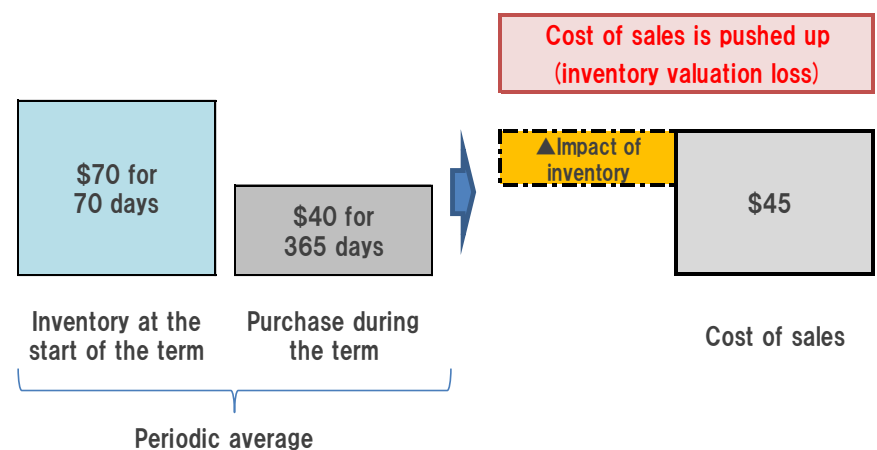 Cost of sales is pushed up
(inventory valuation loss)
$70 for
70 days
$40 for
365 days
▲Impact of
inventory
$45
Inventory at the
start of the term
Purchase during
the term
Cost of sales
Periodic average